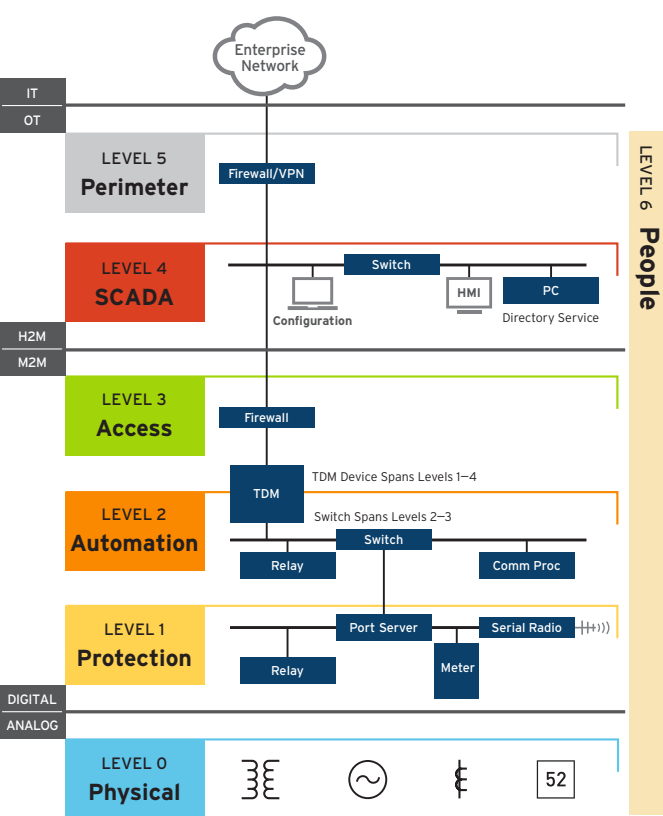 Enterprise
Network
IT
OT
LEVEL 5
Perimeter
Firewall/VPN
LEVEL 6 People
LEVEL 4
SCADA
Switch
HMI
PC
Configuration
Directory Service
H2M
M2M
LEVEL 3
Access
Firewall
TDM
TDM Device Spans Levels 1–4
LEVEL 2
Automation
Switch Spans Levels 2–3
Switch
Relay
Comm Proc
LEVEL 1
Protection
Port Server
Serial Radio
Relay
Meter
DIGITAL
ANALOG
LEVEL 0
Physical
52